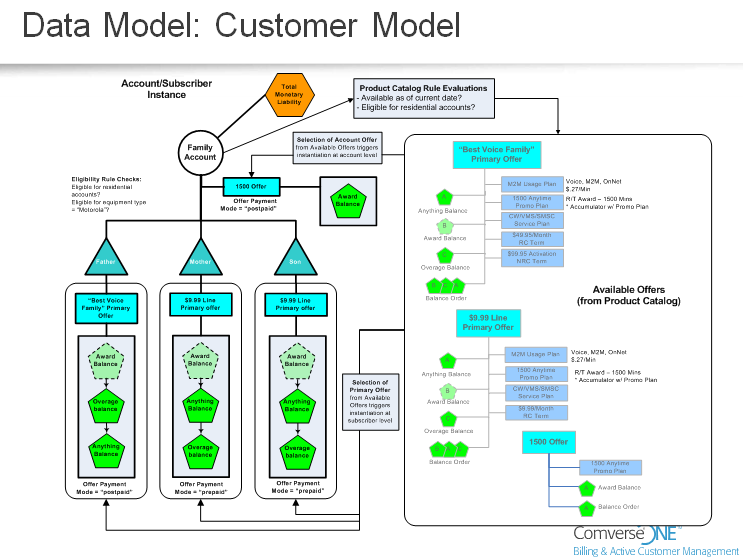 Data Model: Customer Model
Account/Subscriber
Instance
Total
Monetary
Liability
Product Catalog Rule Evaluations
- Available as of current date?
- Eligible for residential accounts?
Family
Account
Selection of Account Offer
from Available Offers triggers
instantiation at account level
Eligibility Rule Checks:
Eligible for residential
accounts?
Eligible for equipment type
= "Motorola"?
1500 Offer
Offer Payment
Mode = "postpaid"
Award
Balance
Father
Mother
Son
"Best Voice
Family" Primary
Offer
Award
Balance
Overage
balance
Anything
Balance
Offer Payment
Mode = "postpaid"
$9.99 Line
Primary offer
Award
Balance
Anything
Balance
Overage
balance
Offer Payment
Mode = "prepaid"
$9.99 Line
Primary offer
Award
Balance
Anything
Balance
Overage
balance
Offer Payment
Mode = "prepaid"
Selection of
Primary Offer
from Available
Offers triggers
instantiation at
subscriber level
"Best Voice Family"
Primary Offer
M2M Usage Plan
Voice, M2M, OnNet
$.27/Min
1500 Anytime
Promo Plan
R/T Award – 1500 Mins
* Accumulator w/ Promo Plan
CW/VMS/SMSC
Service Plan
$49.95/Month
RC Term
$99.95 Activation
NRC Term
A
Anything Balance
B
Award Balance
C
Overage Balance
Balance Order
Available Offers
(from Product Catalog)
$9.99 Line
Primary Offer
M2M Usage Plan
Voice, M2M, OnNet
$.27/Min
1500 Anytime
Promo Plan
R/T Award – 1500 Mins
* Accumulator w/ Promo Plan
CW/VMS/SMSC
Service Plan
$9.99/Month
RC Term
A
Anything Balance
B
Award Balance
C
Overage Balance
Balance Order
1500 Offer
1500 Anytime
Promo Plan
A
Award Balance
A
Balance Order
Comverse ONE
Billing & Active Customer Management